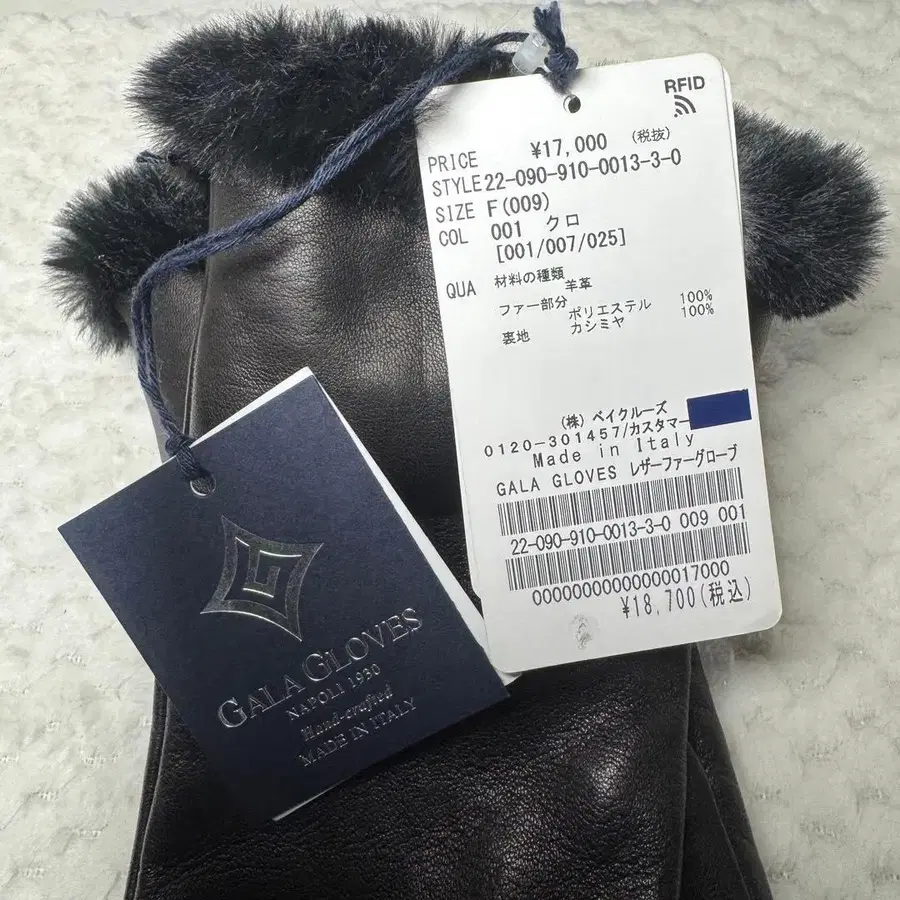 RFID
PRICE ¥17,000 (税抜)
STYLE 22-090-910-0013-3-0
SIZE F(009)
COL 001 クロ
[001/007/025]
QUA 材料の種類
羊革
ファー部分
ポリエステル 100%
裏地 カシミヤ 100%
(株) ベイクルーズ
0120-301457/カスタマー
Made in Italy
GALA GLOVES レザーファーグローブ
22-090-910-0013-3-0 009 001
00000000000000017000
¥18,700(税込)
GALA GLOVES
NAPOLI 1930
Hand-crafted
MADE IN ITALY